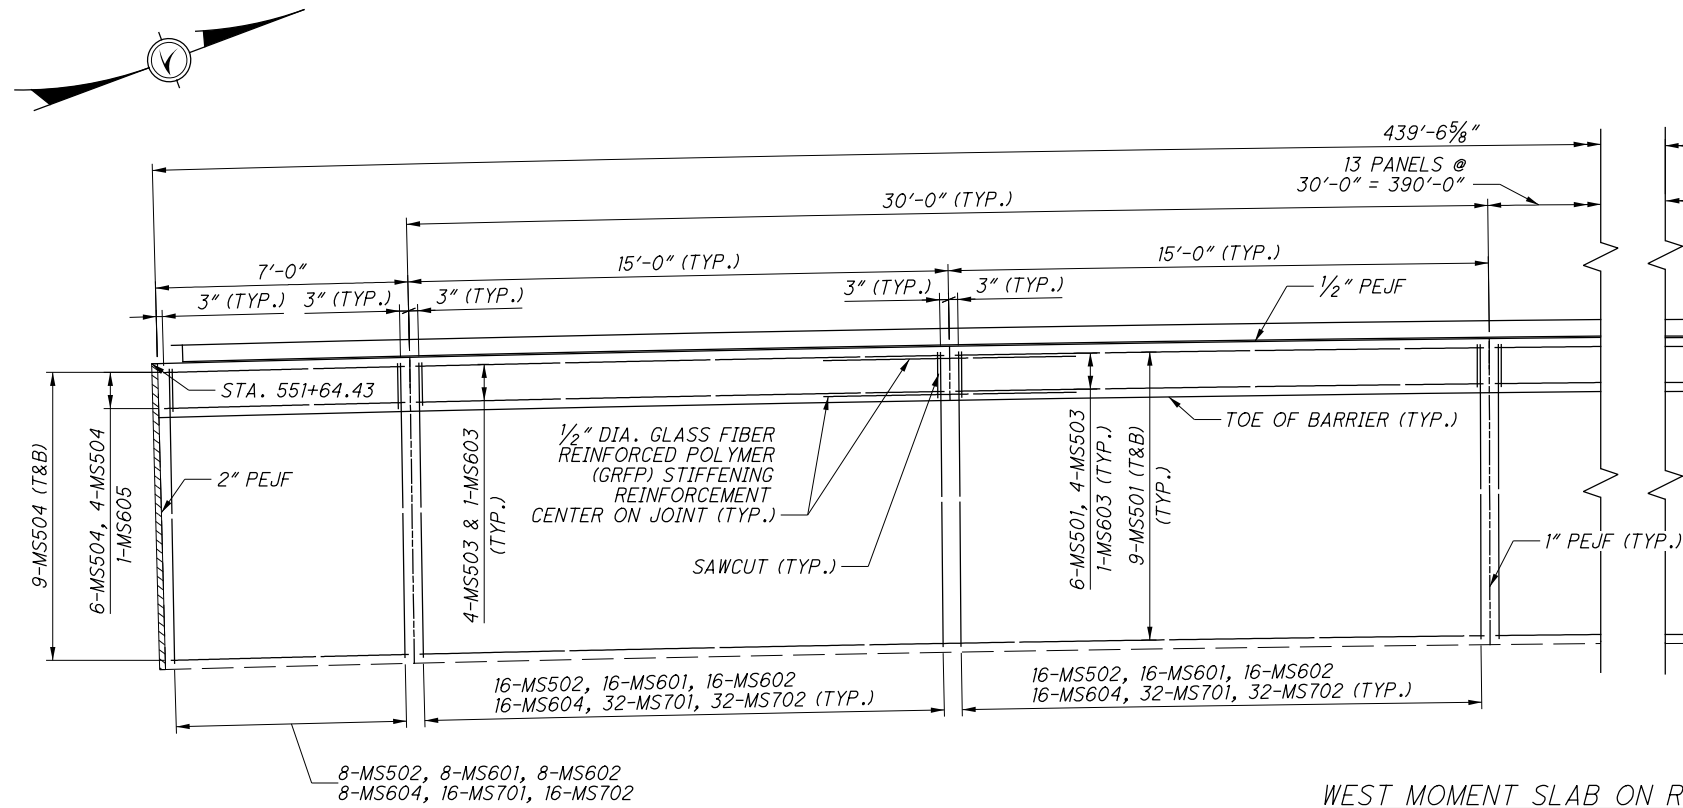 439'-6⅝"
13 PANELS @
30'-0" = 390'-0"
30'-0" (TYP.)
7'-0"
15'-0" (TYP.)
15'-0" (TYP.)
3" (TYP.)
3" (TYP.)
3" (TYP.)
3" (TYP.)
3" (TYP.)
½" PEJF
STA. 551+64.43
9-MS504 (T&B)
6-MS504, 4-MS504
1-MS605
2" PEJF
4-MS503 & 1-MS603
(TYP.)
½" DIA. GLASS FIBER
REINFORCED POLYMER
(GRFP) STIFFENING
REINFORCEMENT
CENTER ON JOINT (TYP.)
SAWCUT (TYP.)
6-MS501, 4-MS503
1-MS603 (TYP.)
9-MS501 (T&B)
(TYP.)
TOE OF BARRIER (TYP.)
1" PEJF (TYP.)
16-MS502, 16-MS601, 16-MS602
16-MS604, 32-MS701, 32-MS702 (TYP.)
16-MS502, 16-MS601, 16-MS602
16-MS604, 32-MS701, 32-MS702 (TYP.)
8-MS502, 8-MS601, 8-MS602
8-MS604, 16-MS701, 16-MS702
WEST MOMENT SLAB ON R